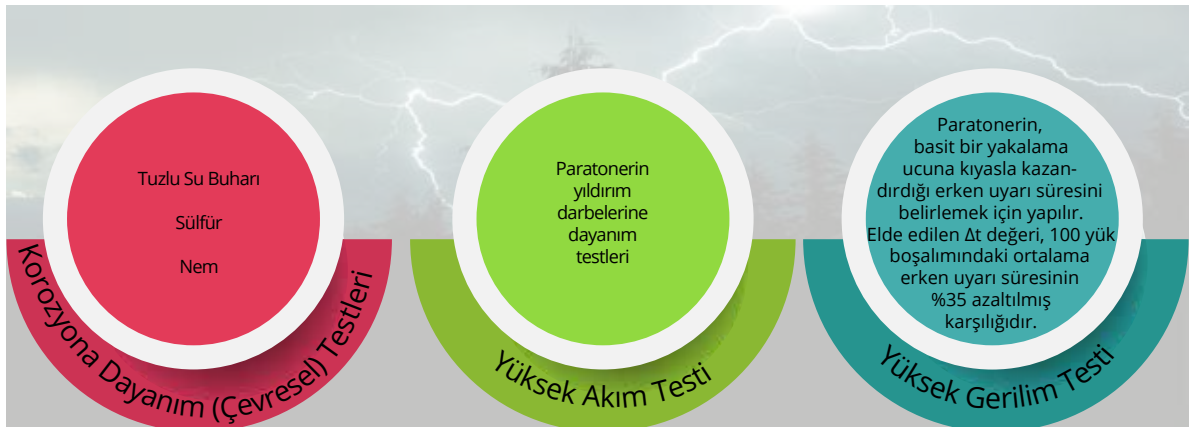 Tuzlu Su Buharı
Sülfür
Nem
Korozyona Dayanım (Çevresel) Testleri
Paratonerin
yıldırım
darbelerine
dayanım
testleri
Yüksek Akım Testi
Paratonerin,
basit bir yakalama
ucuna kıyasla kazan-
dırdığı erken uyarı süresini
belirlemek için yapılır.
Elde edilen Δt değeri, 100 yük
boşalımındaki ortalama
erken uyarı süresinin
%35 azaltılmış
karşılığıdır.
Yüksek Gerilim Testi